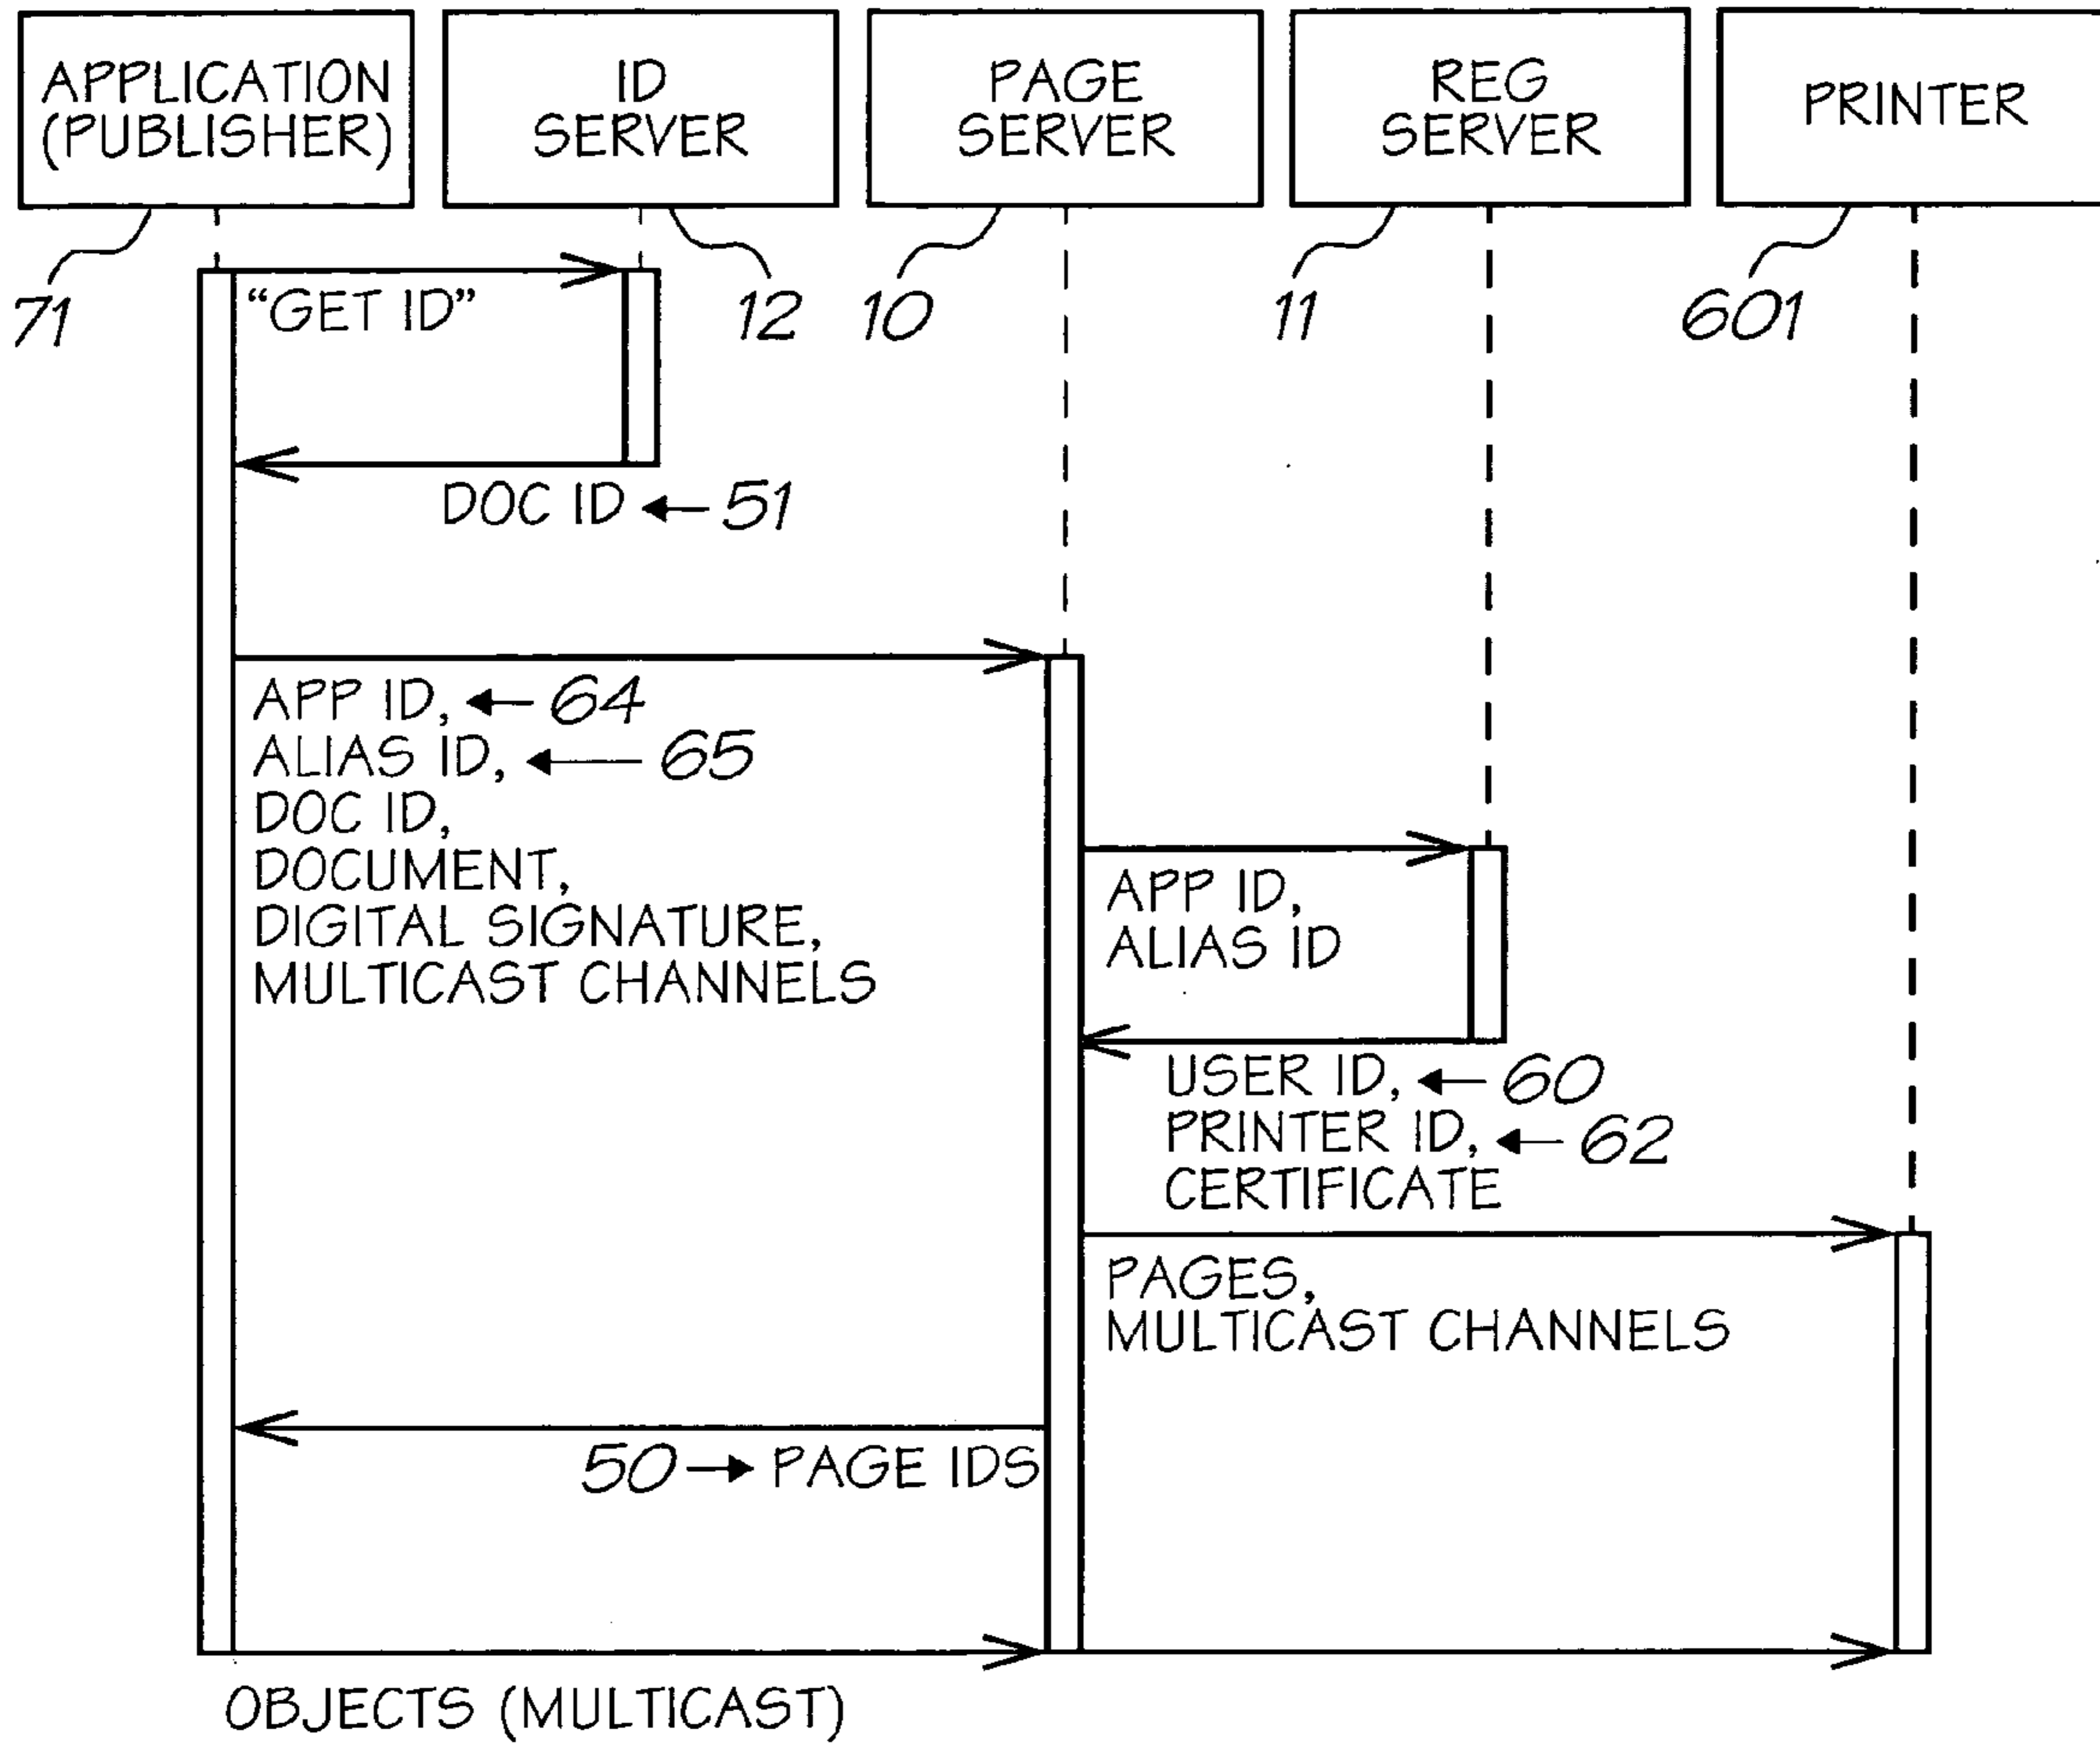 APPLICATION
(PUBLISHER)
ID
SERVER
PAGE
SERVER
REG
SERVER
PRINTER
71
12
10
11
601
“GET ID”
DOC ID 51
APP ID, 64
ALIAS ID, 65
DOC ID,
DOCUMENT,
DIGITAL SIGNATURE,
MULTICAST CHANNELS
APP ID,
ALIAS ID
USER ID, 60
PRINTER ID, 62
CERTIFICATE
PAGES,
MULTICAST CHANNELS
50 PAGE IDS
OBJECTS (MULTICAST)